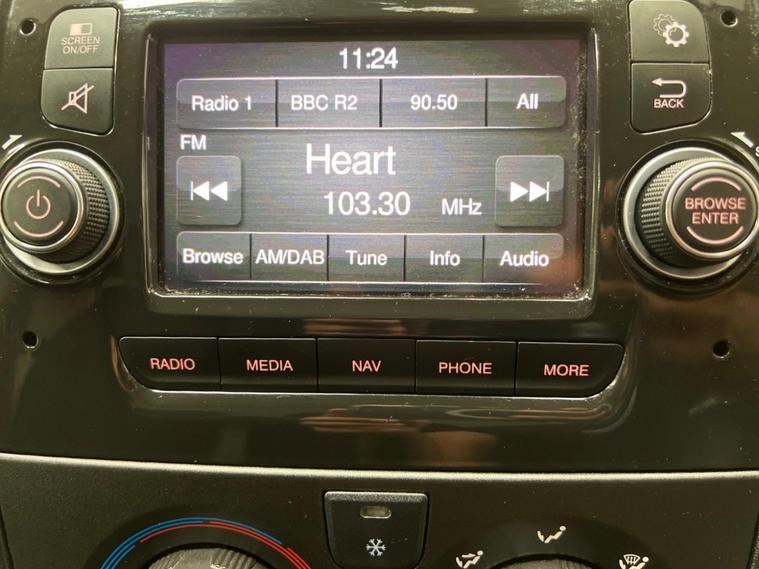 SCREEN
ON/OFF
11:24
Radio 1 BBC R2 90.50 All
BACK
FM
Heart
103.30 MHz
BROWSE
ENTER
Browse AM/DAB Tune Info Audio
RADIO MEDIA NAV PHONE MORE